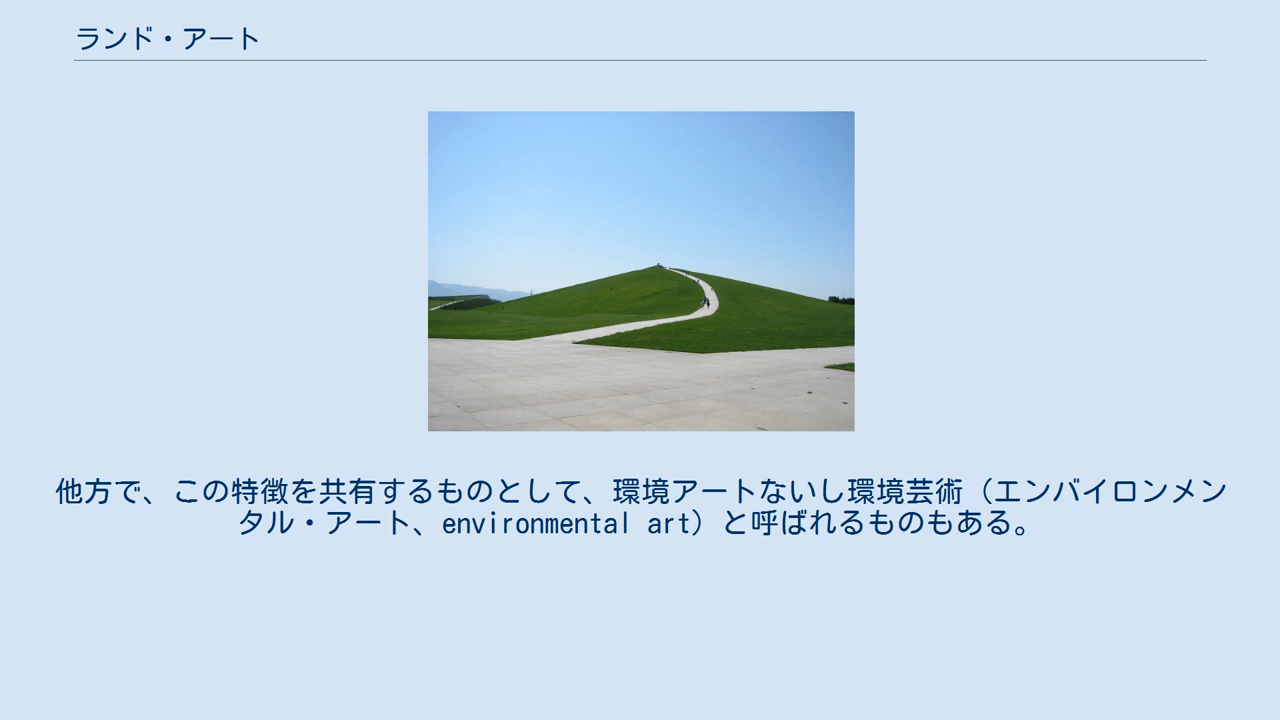 ランド・アート
他方で、この特徴を共有するものとして、環境アートないし環境芸術（エンバイロンメン
タル・アート、environmental art）と呼ばれるものもある。